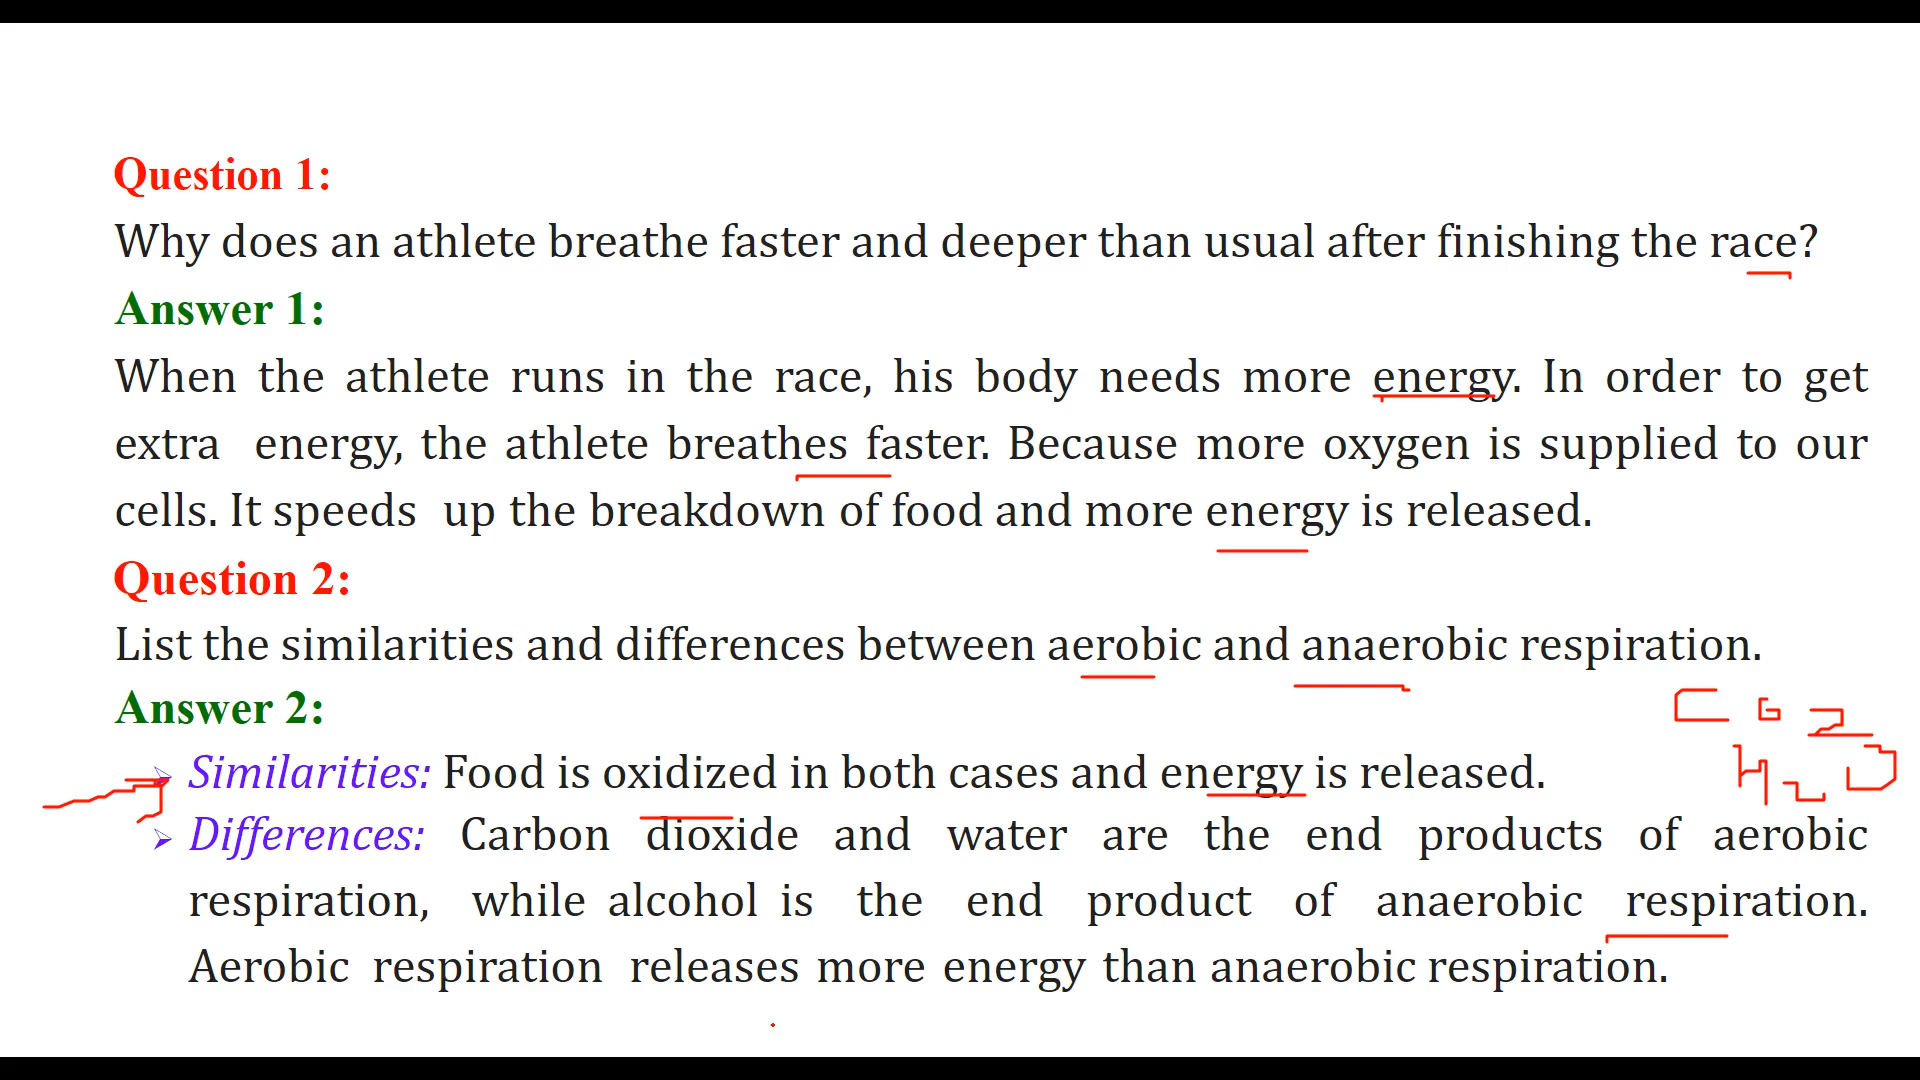 Question 1:
Why does an athlete breathe faster and deeper than usual after finishing the race?
Answer 1:
When the athlete runs in the race, his body needs more energy. In order to get
extra energy, the athlete breathes faster. Because more oxygen is supplied to our
cells. It speeds up the breakdown of food and more energy is released.
Question 2:
List the similarities and differences between aerobic and anaerobic respiration.
Answer 2:
Similarities: Food is oxidized in both cases and energy is released.
Differences: Carbon dioxide and water are the end products of aerobic
respiration, while alcohol is the end product of anaerobic respiration.
Aerobic respiration releases more energy than anaerobic respiration.